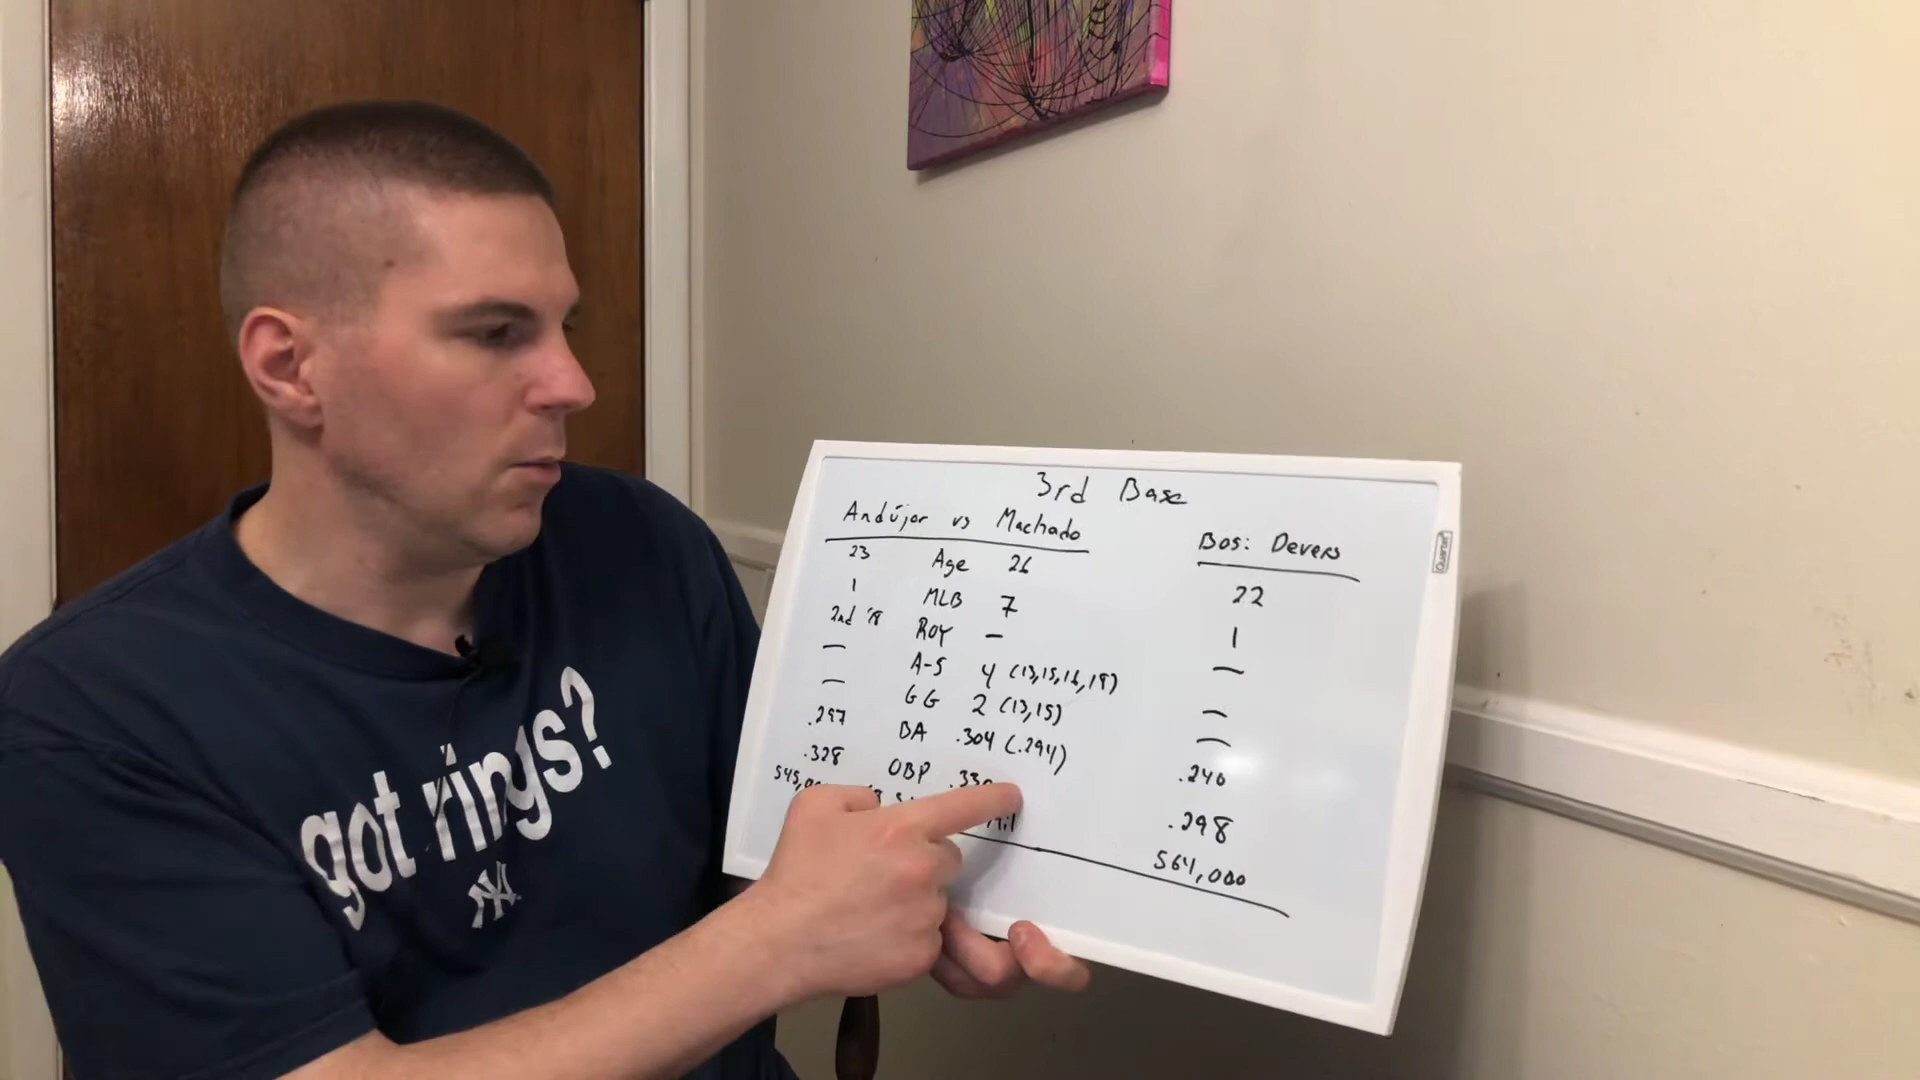 3rd Base
Andújar vs Machado
Bos: Devers
23 Age 26 22
1 MLB 7 1
2nd '18 ROY — —
— A-S 4 (13,15,16,18) —
— GG 2 (13,15) —
.297 BA .304 (.294) .240
.328 OBP .298
564,000
Quartet
got rings?
NY